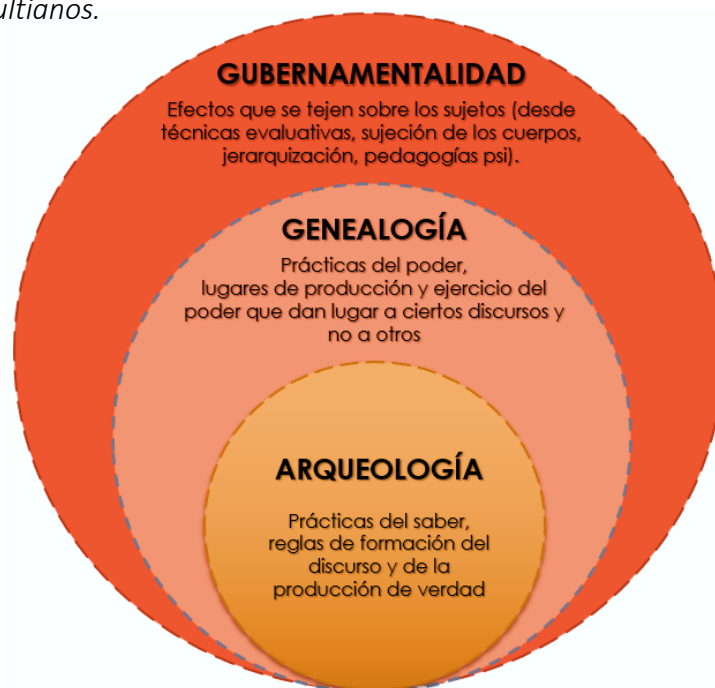 ultianos.
GUBERNAMENTALIDAD
Efectos que se tejen sobre los sujetos (desde
técnicas evaluativas, sujeción de los cuerpos,
jerarquización, pedagogías psi).
GENEALOGÍA
Prácticas del poder,
lugares de producción y ejercicio del
poder que dan lugar a ciertos discursos y
no a otros
ARQUEOLOGÍA
Prácticas del saber,
reglas de formación del
discurso y de la
producción de verdad